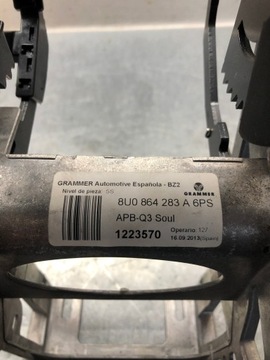 GRAMMER Automotive Española - BZ2
Nivel de pieza: SS
GRAMMER
8U0 864 283 A 6PS
APB-Q3 Soul
Operario: 127
1223570
16.09.2013